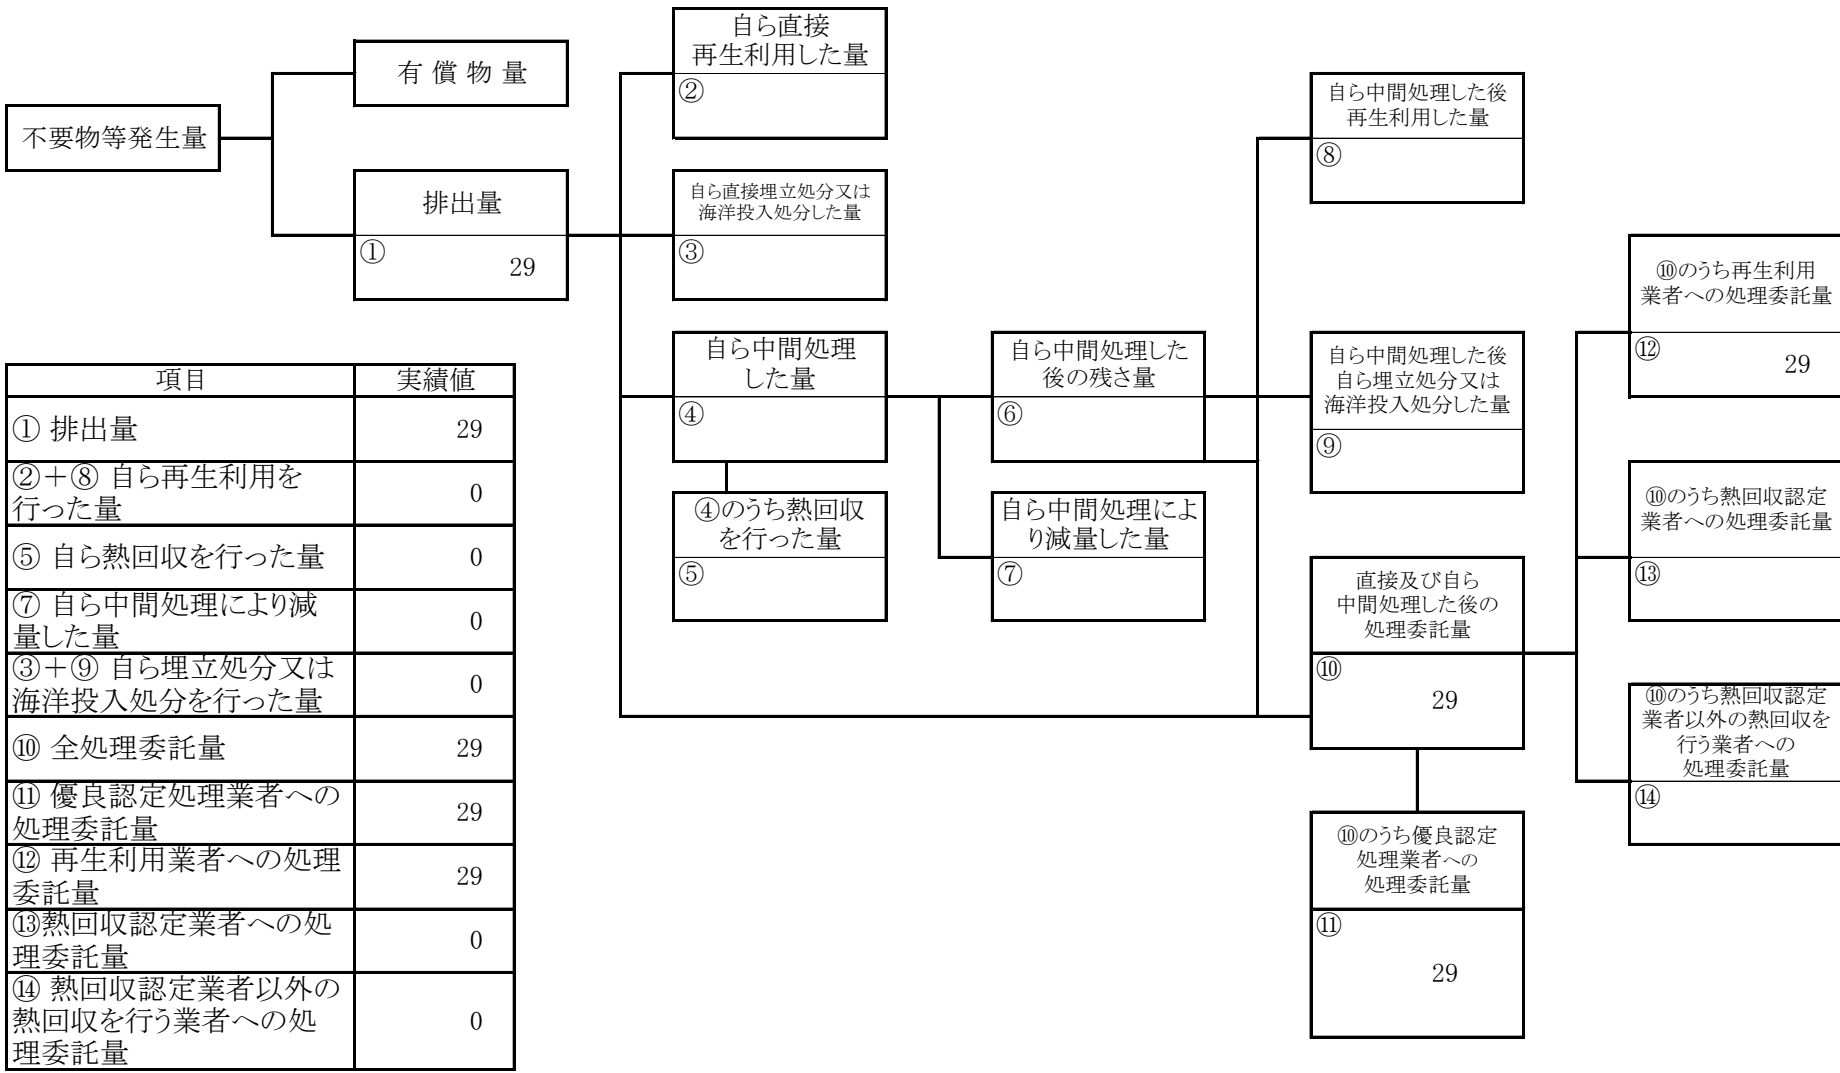 不要物等発生量
有 償 物 量
排出量
①
29
自ら直接
再生利用した量
②
自ら直接埋立処分又は
海洋投入処分した量
③
自ら中間処理
した量
④
④のうち熱回収
を行った量
⑤
自ら中間処理した
後の残さ量
⑥
自ら中間処理によ
り減量した量
⑦
自ら中間処理した後
再生利用した量
⑧
自ら中間処理した後
自ら埋立処分又は
海洋投入処分した量
⑨
直接及び自ら
中間処理した後の
処理委託量
⑩
29
⑩のうち優良認定
処理業者への
処理委託量
⑪
29
⑩のうち再生利用
業者への処理委託量
⑫
29
⑩のうち熱回収認定
業者への処理委託量
⑬
⑩のうち熱回収認定
業者以外の熱回収を
行う業者への
処理委託量
⑭
項目 実績値
① 排出量 29
②＋⑧ 自ら再生利用を
行った量 0
⑤ 自ら熱回収を行った量 0
⑦ 自ら中間処理により減
量した量 0
③＋⑨ 自ら埋立処分又は
海洋投入処分を行った量 0
⑩ 全処理委託量 29
⑪ 優良認定処理業者への
処理委託量 29
⑫ 再生利用業者への処理
委託量 29
⑬熱回収認定業者への処
理委託量 0
⑭ 熱回収認定業者以外の
熱回収を行う業者への処
理委託量 0